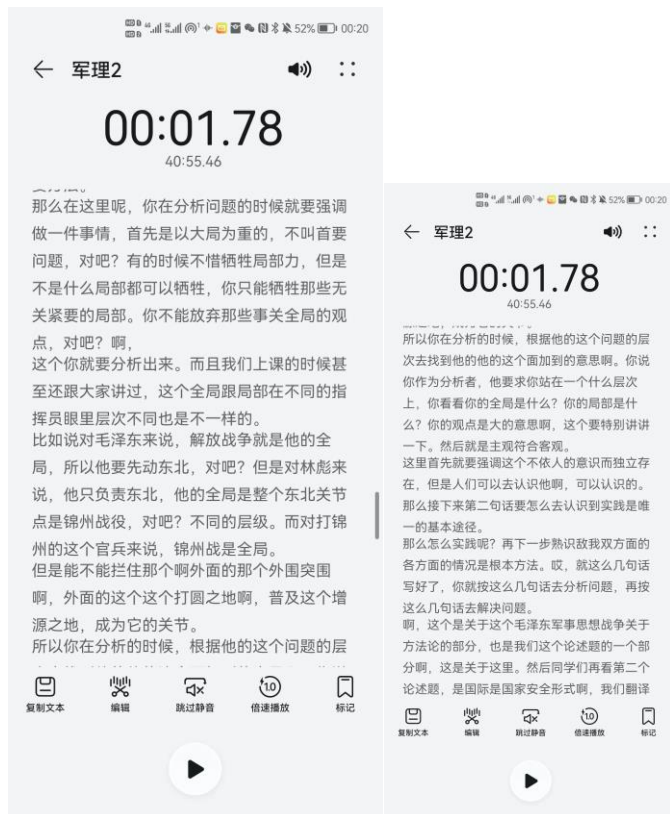 52% 00:20
军理2
00:01.78
40:55.46
那么在这里呢，你在分析问题的时候就要强调
做一件事情，首先是以大局为重的，不叫首要
问题，对吧？有的时候不惜牺牲局部力，但是
不是什么局部都可以牺牲，你只能牺牲那些无
关紧要的局部。你不能放弃那些事关全局的观
点，对吧？啊，
这个你就要分析出来。而且我们上课的时候甚
至还跟大家讲过，这个全局跟局部在不同的指
挥员眼里层次不同也是不一样的。
比如说对毛泽东来说，解放战争就是他的全
局，所以他要先动东北，对吧？但是对林彪来
说，他只负责东北，他的全局是整个东北关节
点是锦州战役，对吧？不同的层级。而对打锦
州的这个官兵来说，锦州战是全局。
但是能不能拦住那个啊外面的那个外围突围
啊，外面的这个这个打圆之地啊，普及这个增
源之地，成为它的关节。
所以你在分析的时候，根据他的这个问题的层
复制文本 编辑 跳过静音 倍速播放 标记
1.0
52% 00:20
军理2
00:01.78
40:55.46
所以你在分析的时候，根据他的这个问题的层
次去找到他的他的这个面加到的意思啊。你说
你作为分析者，他要求你站在一个什么层次
上，你看看你的全局是什么？你的局部是什
么？你的观点是大的意思啊，这个要特别讲讲
一下。然后就是主观符合客观。
这里首先就要强调这个不依人的意识而独立存
在，但是人们可以去认识他啊，可以认识的。
那么接下来第二句话要怎么去认识到实践是唯
一的基本途径。
那么怎么实践呢？再下一步熟识敌我双方面的
各方面的情况是根本方法。哎，就这么几句话
写好了，你就按这么几句话去分析问题，再按
这么几句话去解决问题。
啊，这个是关于这个毛泽东军事思想战争关于
方法论的部分，也是我们这个论述题的一个部
分啊，这是关于这里。然后同学们再看第二个
论述题，是国际是国家安全形式啊，我们翻译
复制文本 编辑 跳过静音 倍速播放 标记
1.0